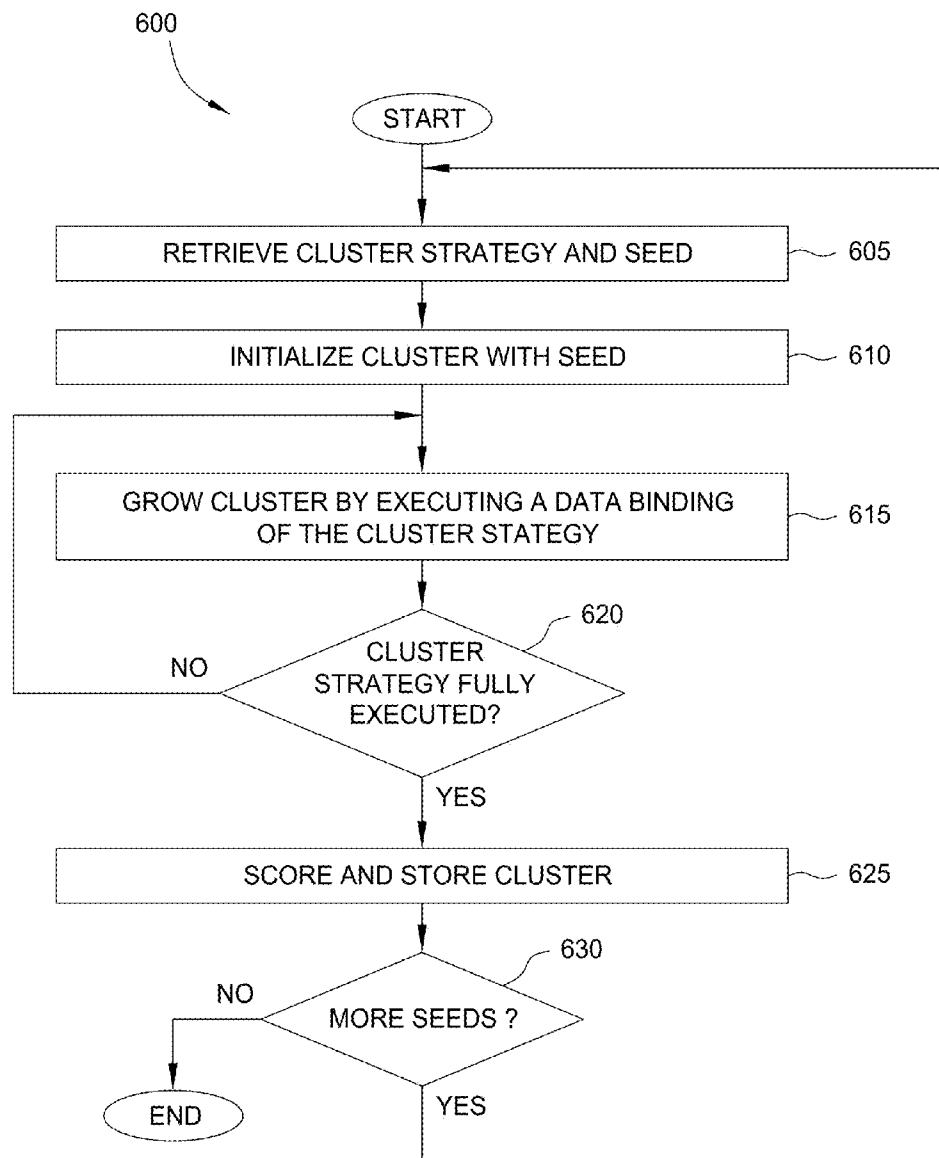 600
START
RETRIEVE CLUSTER STRATEGY AND SEED
605
INITIALIZE CLUSTER WITH SEED
610
GROW CLUSTER BY EXECUTING A DATA BINDING
OF THE CLUSTER STATEGY
615
620
CLUSTER
STRATEGY FULLY
EXECUTED?
NO
YES
SCORE AND STORE CLUSTER
625
630
NO
MORE SEEDS ?
END
YES